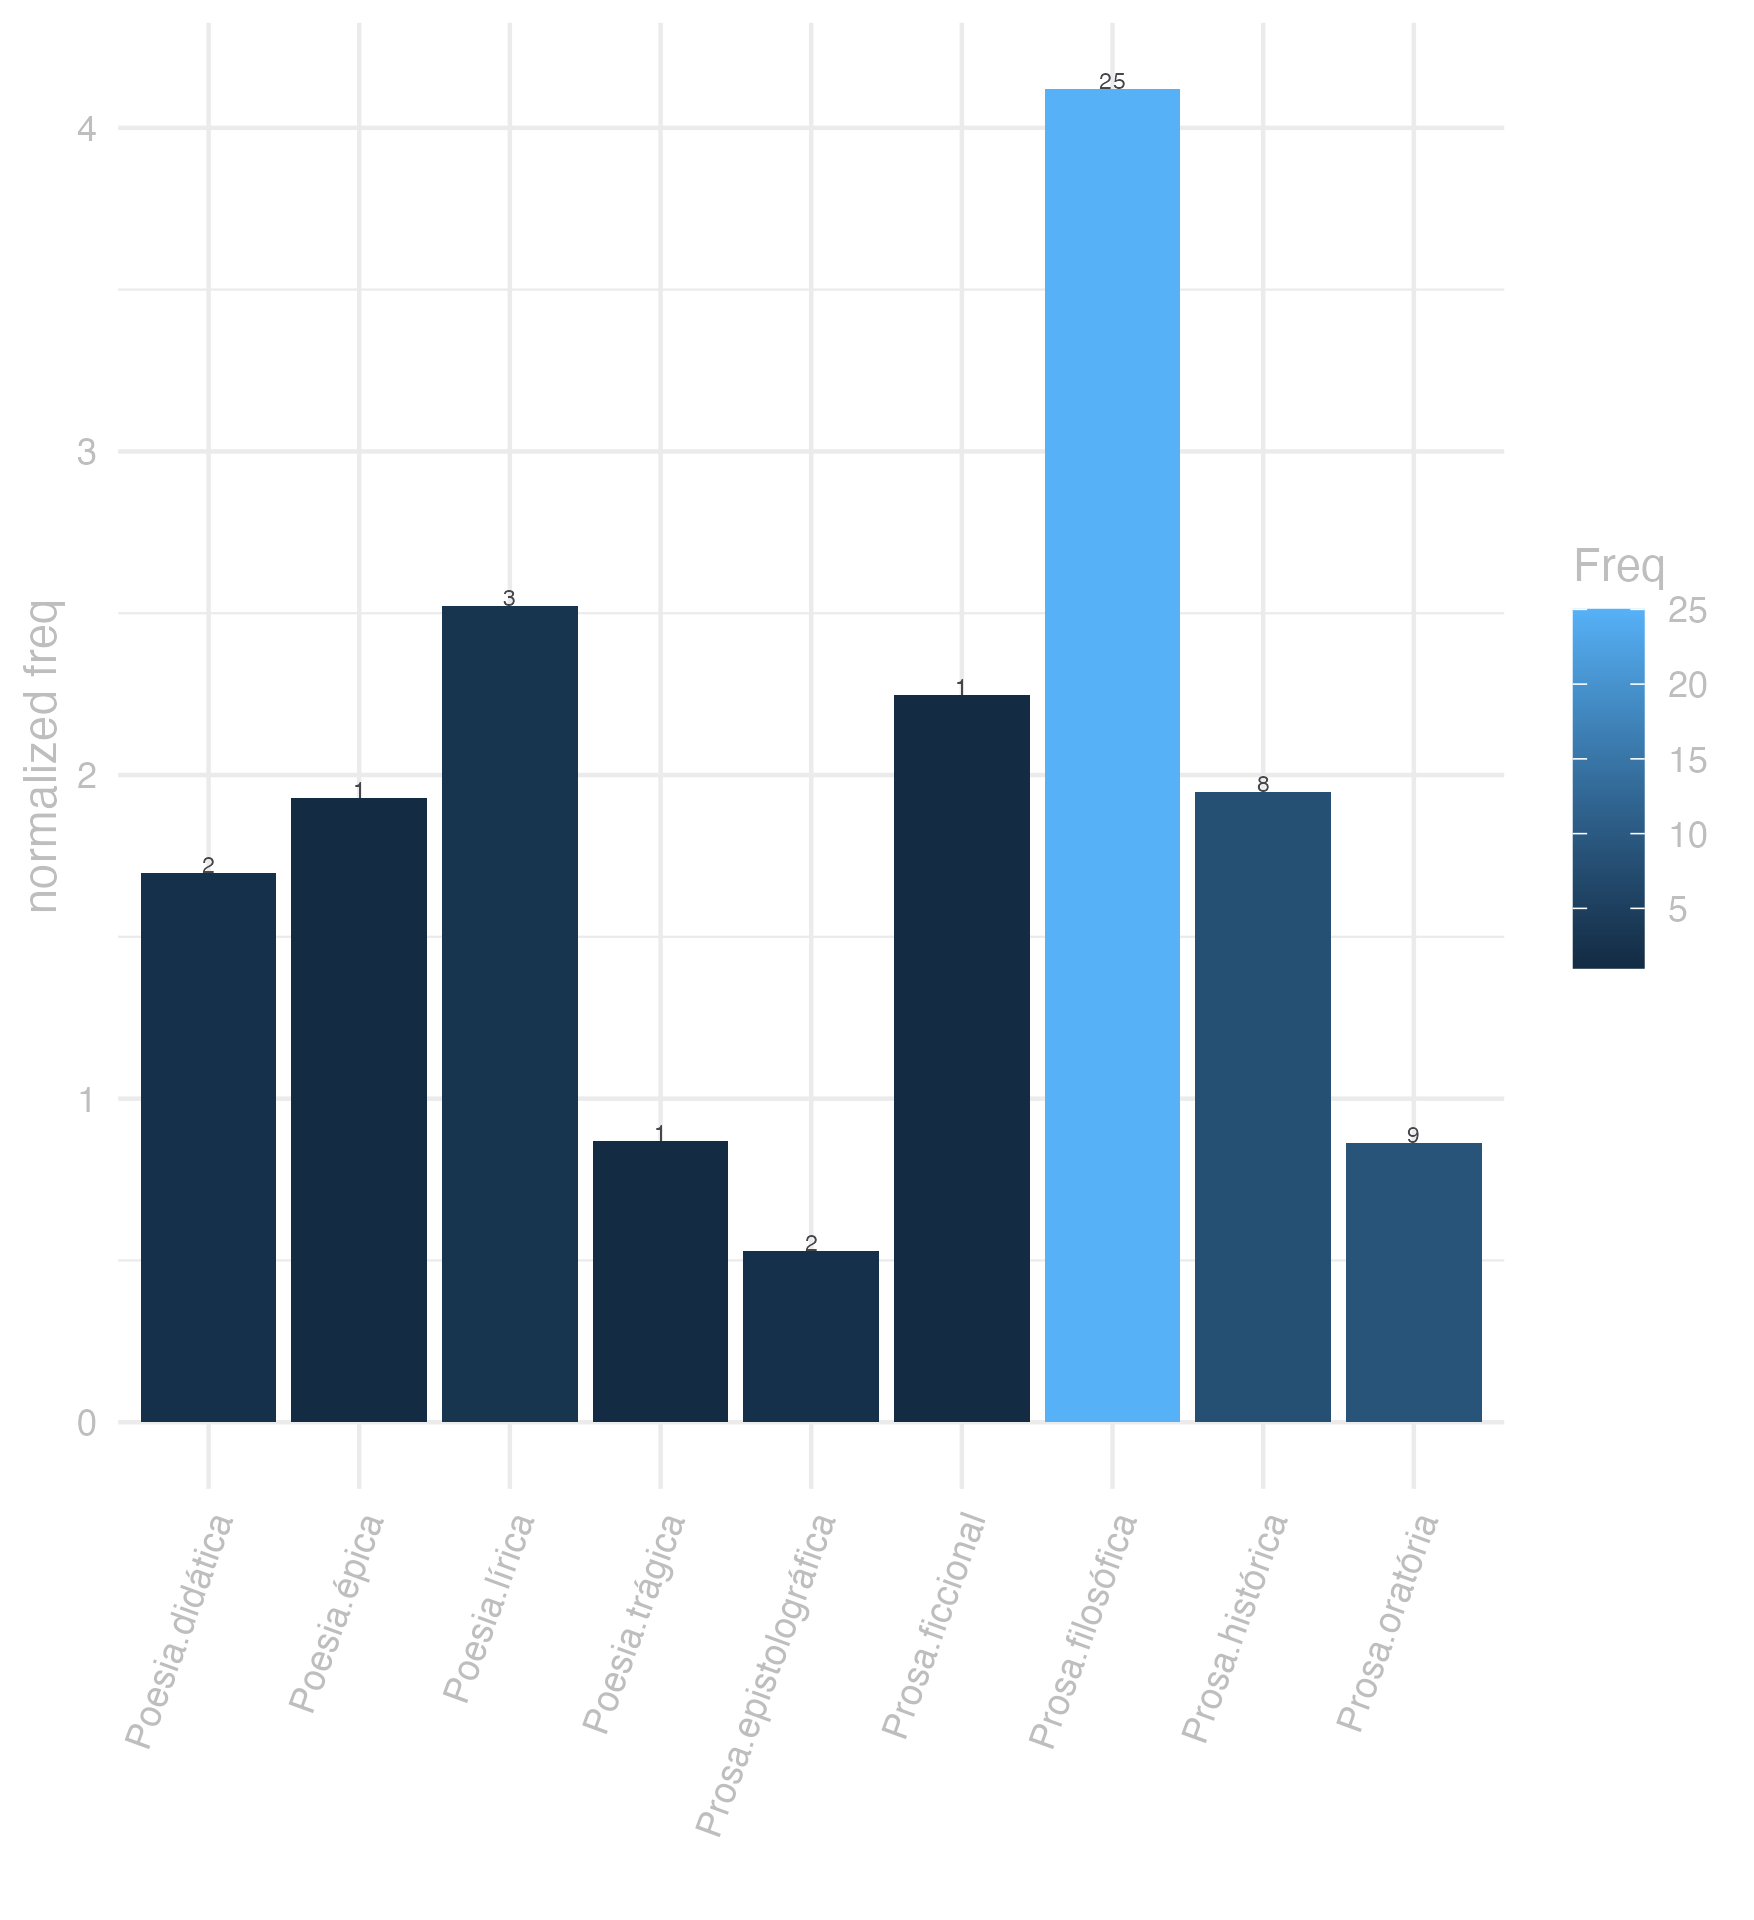 25
4
3
3
1
2
8
1
2
1
1
9
2
0
normalized freq
Freq
25
20
15
10
5
Poesia.didática
Poesia.épica
Poesia.lírica
Poesia.trágica
Prosa.epistolográfica
Prosa.ficcional
Prosa.filosófica
Prosa.histórica
Prosa.oratória